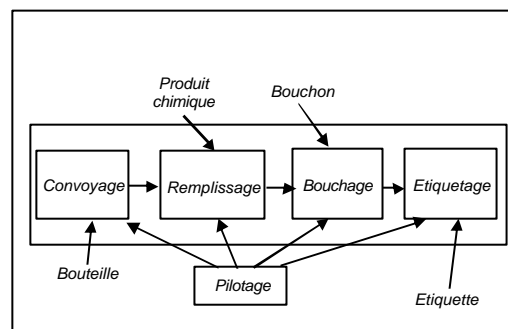 Produit
chimique
Bouchon
Convoyage
Remplissage
Bouchage
Etiquetage
Bouteille
Pilotage
Etiquette